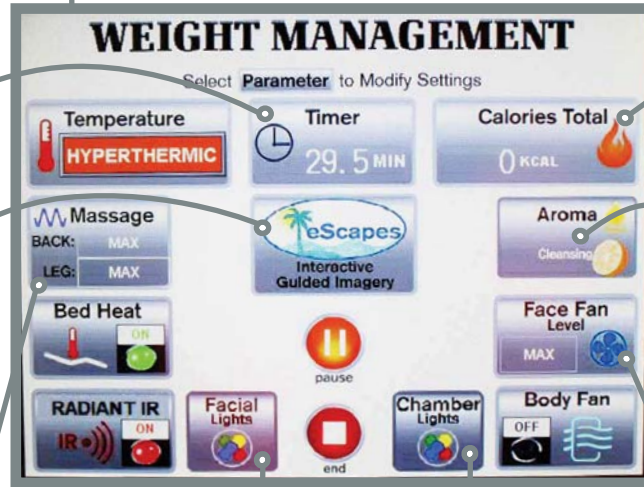 WEIGHT MANAGEMENT
Select Parameter to Modify Settings
Temperature
HYPERTHERMIC
Timer
29.5 MIN
Calories Total
0 KCAL
Massage
BACK: MAX
LEG: MAX
eScapes
Interactive
Guided Imagery
Aroma
Cleansing
Bed Heat
ON
pause
Face Fan
Level
MAX
RADIANT IR
IR
ON
Facial
Lights
end
Chamber
Lights
Body Fan
OFF